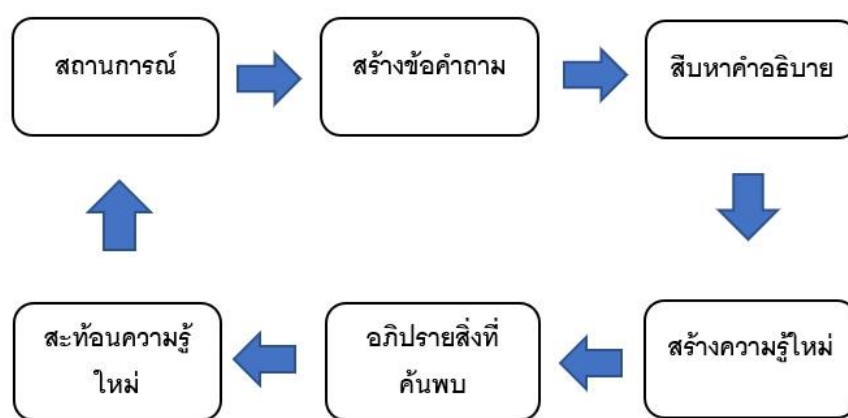 สถานการณ์
สร้างข้อคำถาม
สืบหาคำอธิบาย
สร้างความรู้ใหม่
อภิปรายสิ่งที่
ค้นพบ
สะท้อนความรู้
ใหม่